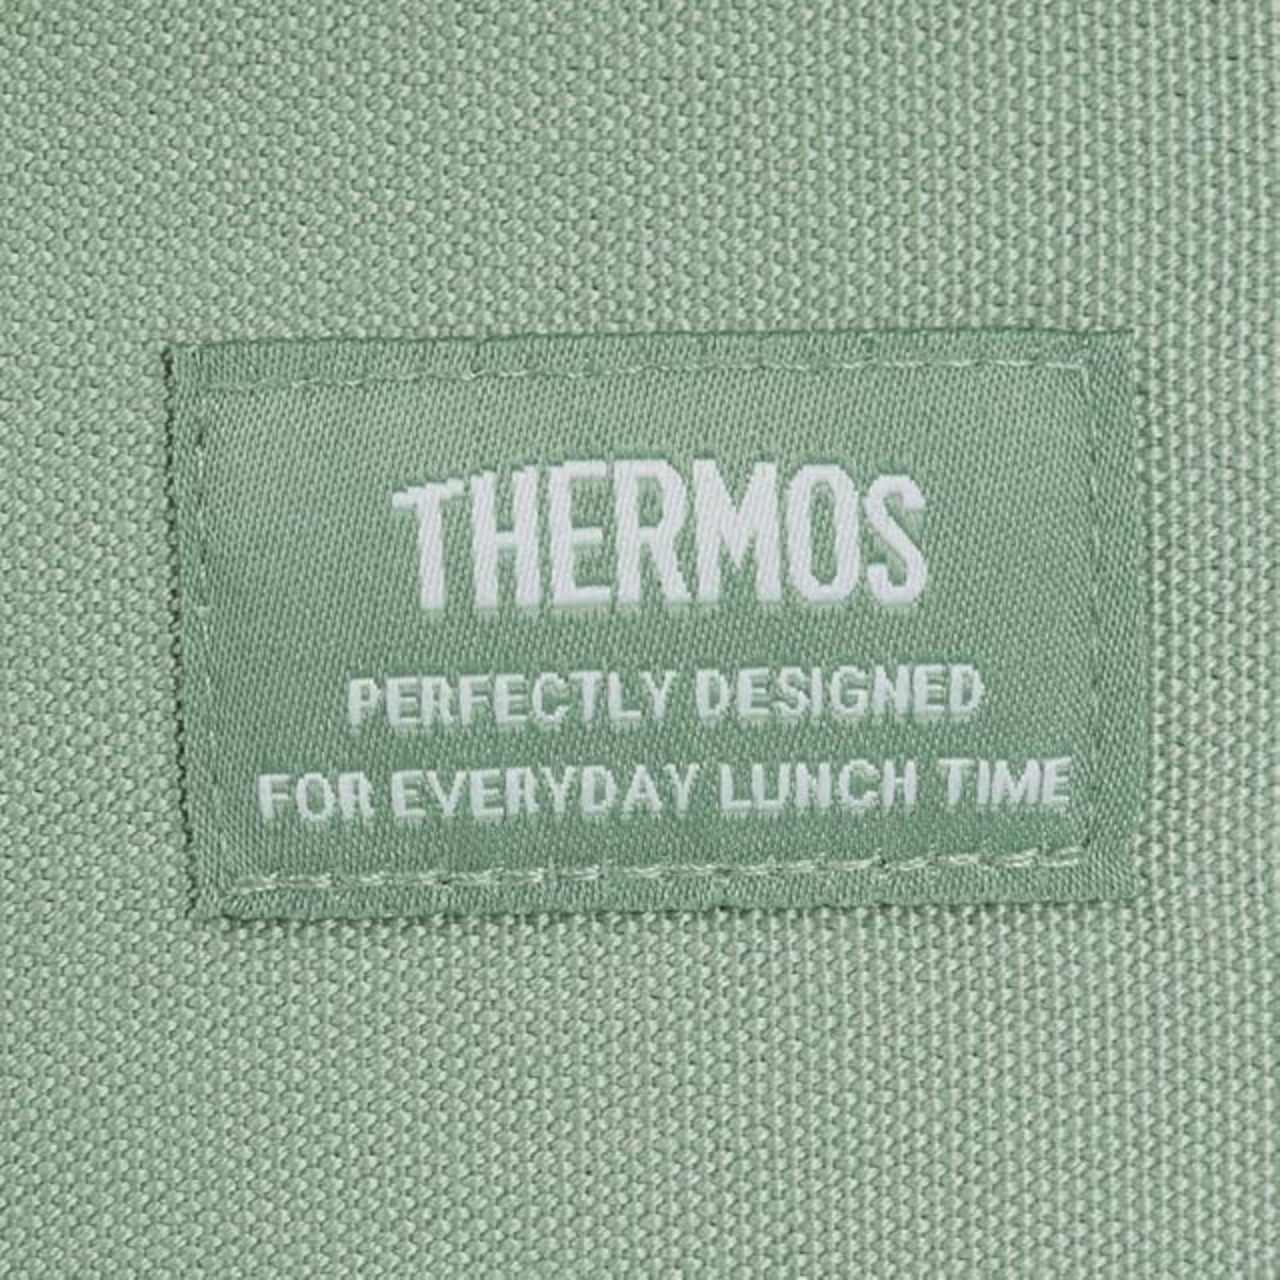 THERMOS
PERFECTLY DESIGNED
FOR EVERYDAY LUNCH TIME